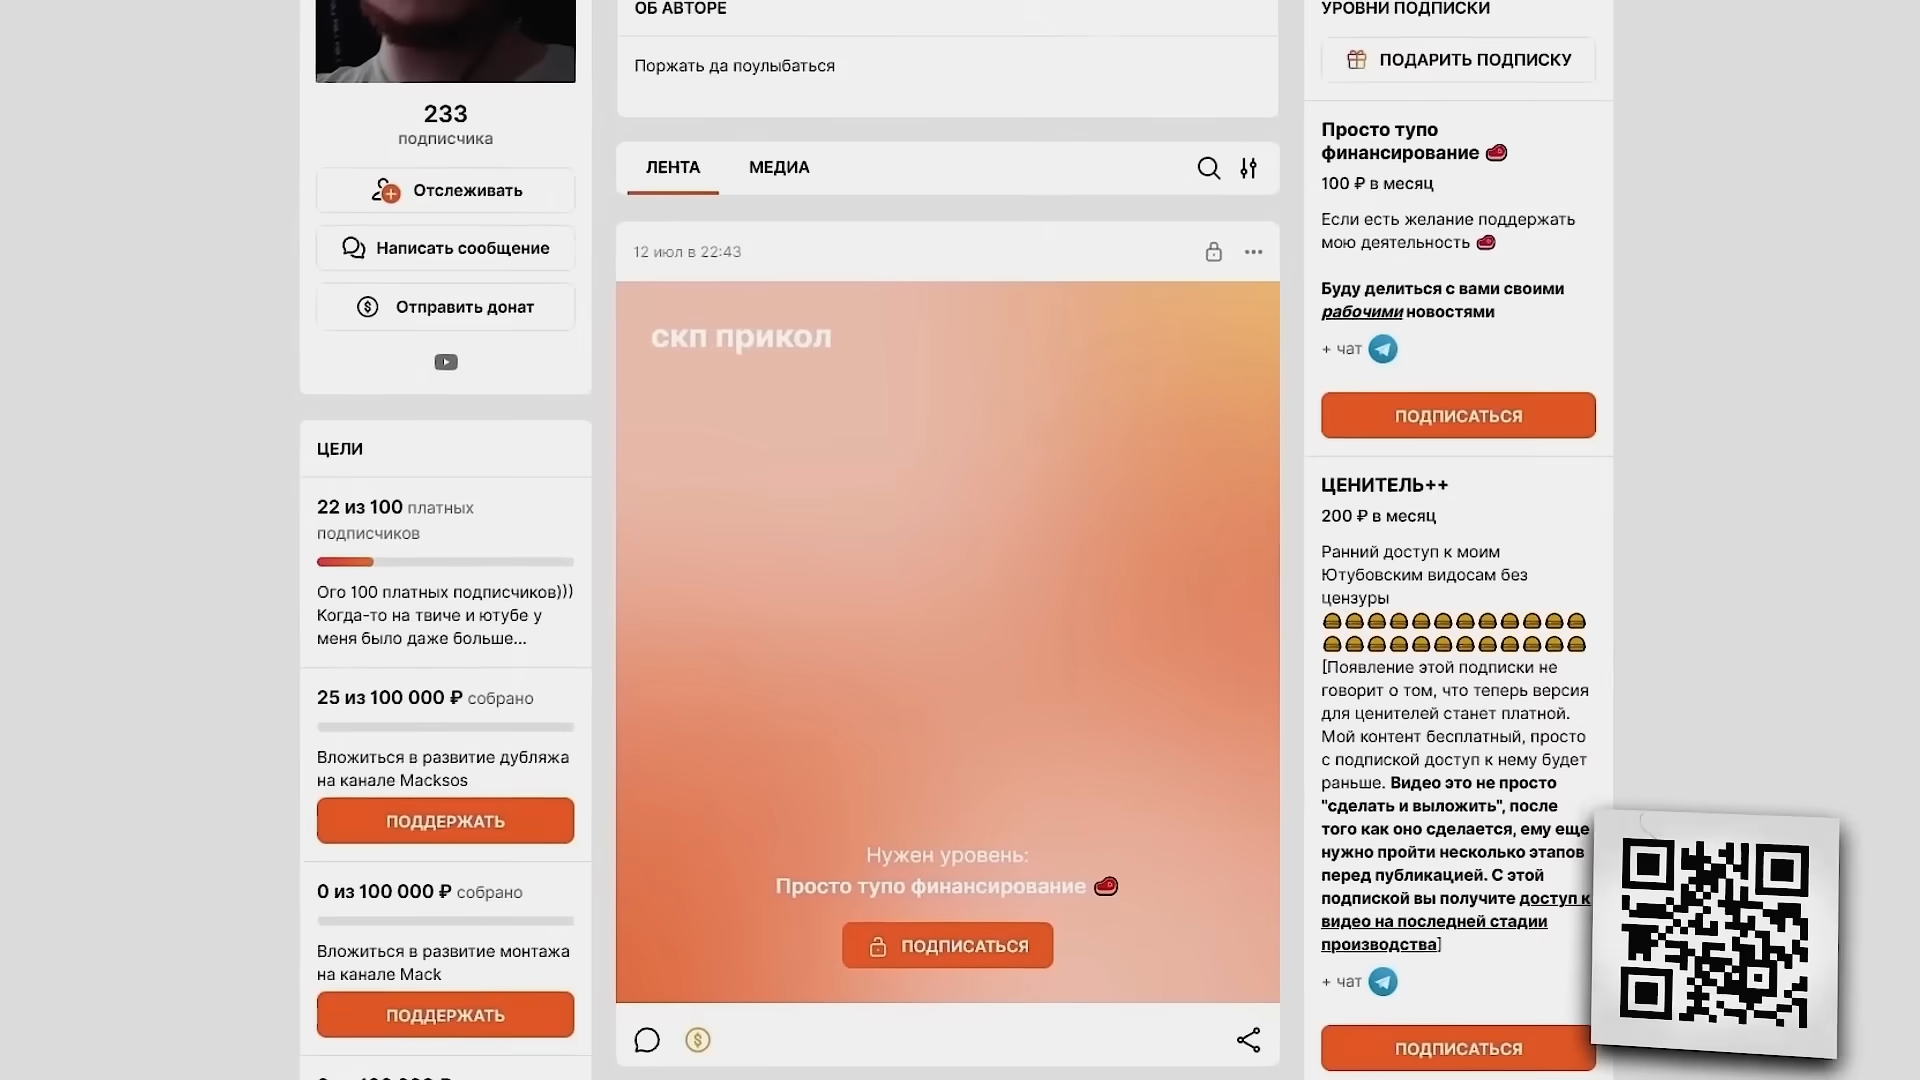 233
подписчика
Отслеживать
Написать сообщение
Отправить донат
ЦЕЛИ
22 из 100 платных
подписчиков
Ого 100 платных подписчиков)))
Когда-то на твиче и ютубе у
меня было даже больше...
25 из 100 000 ₽ собрано
Вложиться в развитие дубляжа
на канале Macksos
ПОДДЕРЖАТЬ
0 из 100 000 ₽ собрано
Вложиться в развитие монтажа
на канале Mack
ПОДДЕРЖАТЬ
ОБ АВТОРЕ
Поржать да поулыбаться
ЛЕНТА
МЕДИА
12 июл в 22:43
скп прикол
Нужен уровень:
Просто тупо финансирование
ПОДПИСАТЬСЯ
УРОВНИ ПОДПИСКИ
ПОДАРИТЬ ПОДПИСКУ
Просто тупо
финансирование
100 ₽ в месяц
Если есть желание поддержать
мою деятельность
Буду делиться с вами своими
рабочими новостями
+ чат
ПОДПИСАТЬСЯ
ЦЕНИТЕЛЬ++
200 ₽ в месяц
Ранний доступ к моим
Ютубовским видосам без
цензуры
[Появление этой подписки не
говорит о том, что теперь версия
для ценителей станет платной.
Мой контент бесплатный, просто
с подпиской доступ к нему будет
раньше. Видео это не просто
"сделать и выложить", после
того как оно сделается, ему еще
нужно пройти несколько этапов
перед публикацией. С этой
подпиской вы получите доступ к
видео на последней стадии
производства]
+ чат
ПОДПИСАТЬСЯ